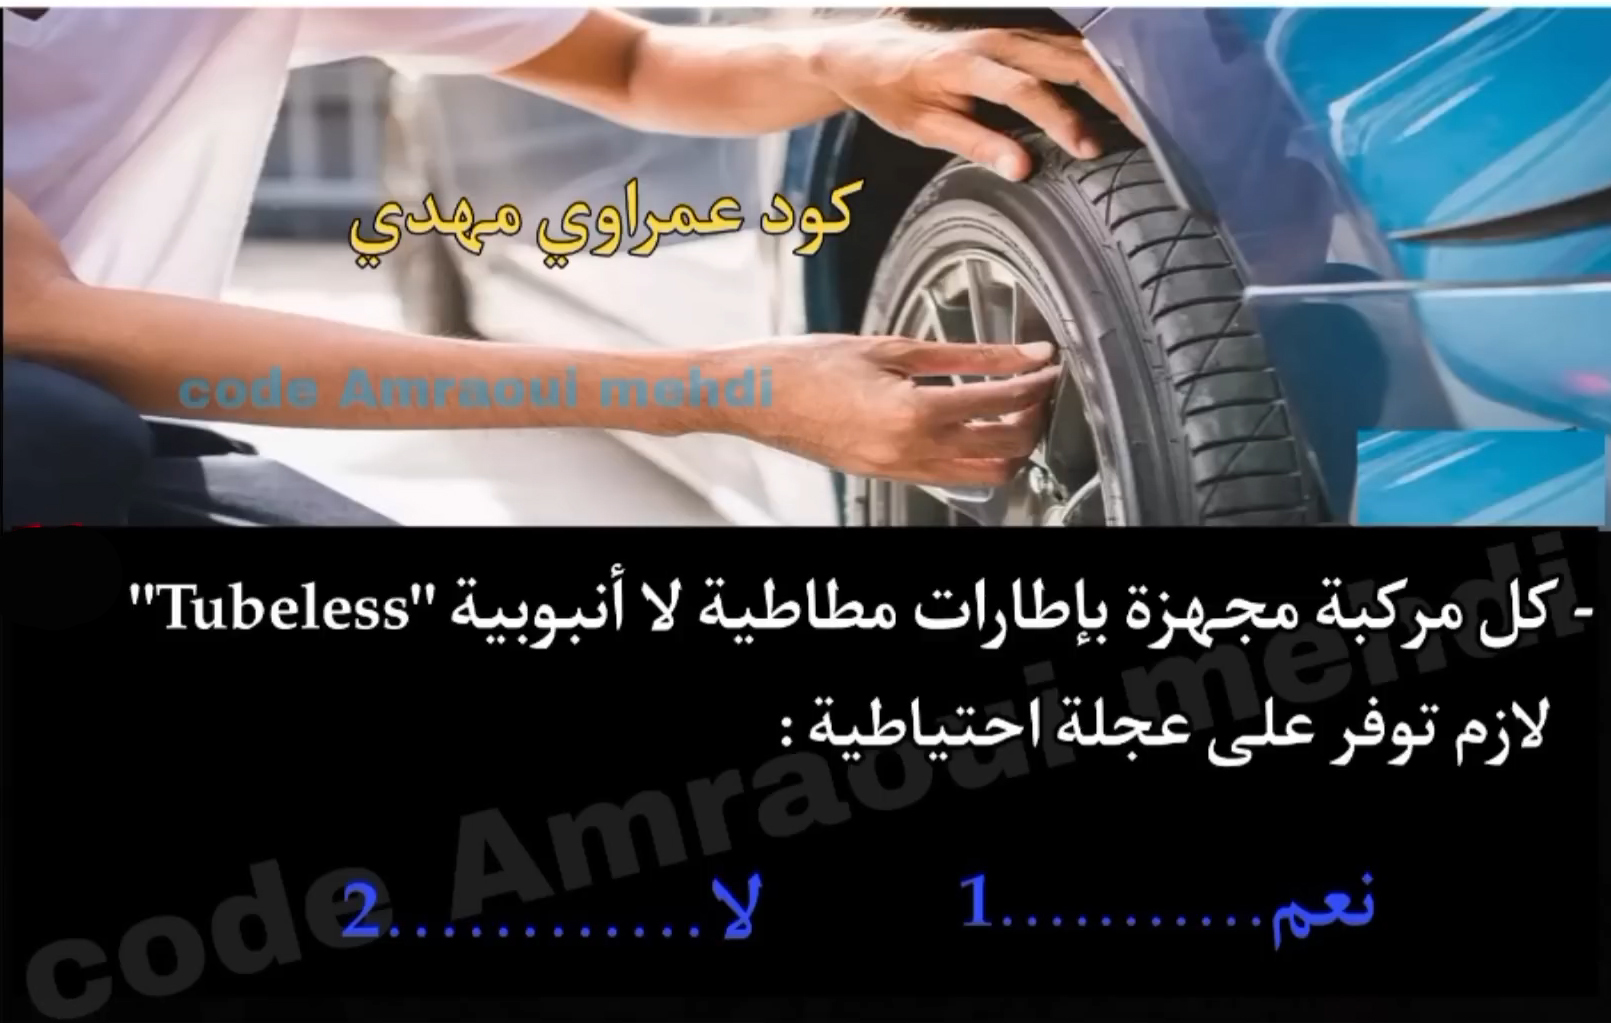 كود عمراوي مهدي
code Amraoui mehdi
- كل مركبة مجهزة بإطارات مطاطية لا أنبوبية "Tubeless"
لازم توفر على عجلة احتياطية :
نعم...........1 لا............2
code Amraoui mehdi